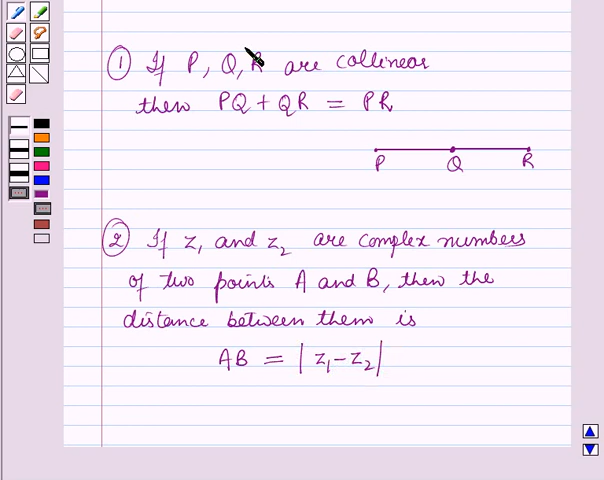 ① If P, Q, R are collinear
then PQ + QR = PR
P Q R
② If z₁ and z₂ are complex numbers
of two points A and B, then the
distance between them is
AB = | z₁ - z₂ |